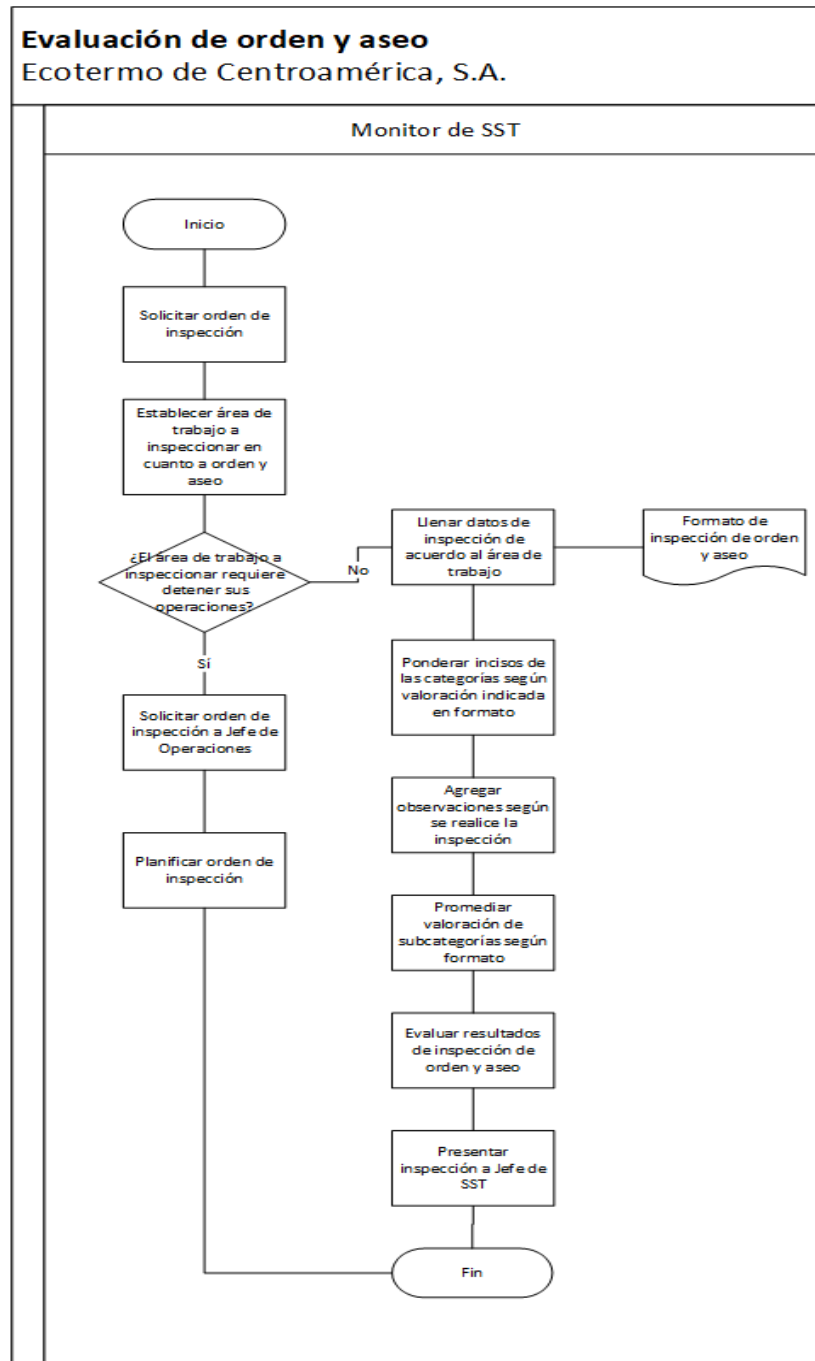 Evaluación de orden y aseo
Ecotermo de Centroamérica, S.A.
Monitor de SST
Inicio
Solicitar orden de
inspección
Establecer área de
trabajo a
inspeccionar en
cuanto a orden y
aseo
¿El área de trabajo a
inspeccionar requiere
detener sus
operaciones?
No
Sí
Solicitar orden de
inspección a Jefe de
Operaciones
Planificar orden de
inspección
Llenar datos de
inspección de
acuerdo al área de
trabajo
Formato de
inspección de orden
y aseo
Ponderar incisos de
las categorías según
valoración indicada
en formato
Agregar
observaciones según
se realice la
inspección
Promediar
valoración de
subcategorías según
formato
Evaluar resultados
de inspección de
orden y aseo
Presentar
inspección a Jefe de
SST
Fin